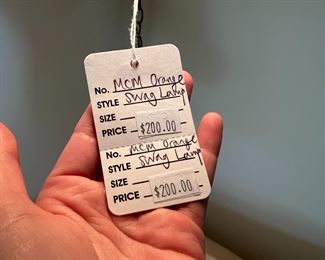 No. MCM Orange
STYLE Swag Lamp
SIZE
PRICE $200.00
No. MCM Orange
STYLE Swag Lamp
SIZE
PRICE $200.00